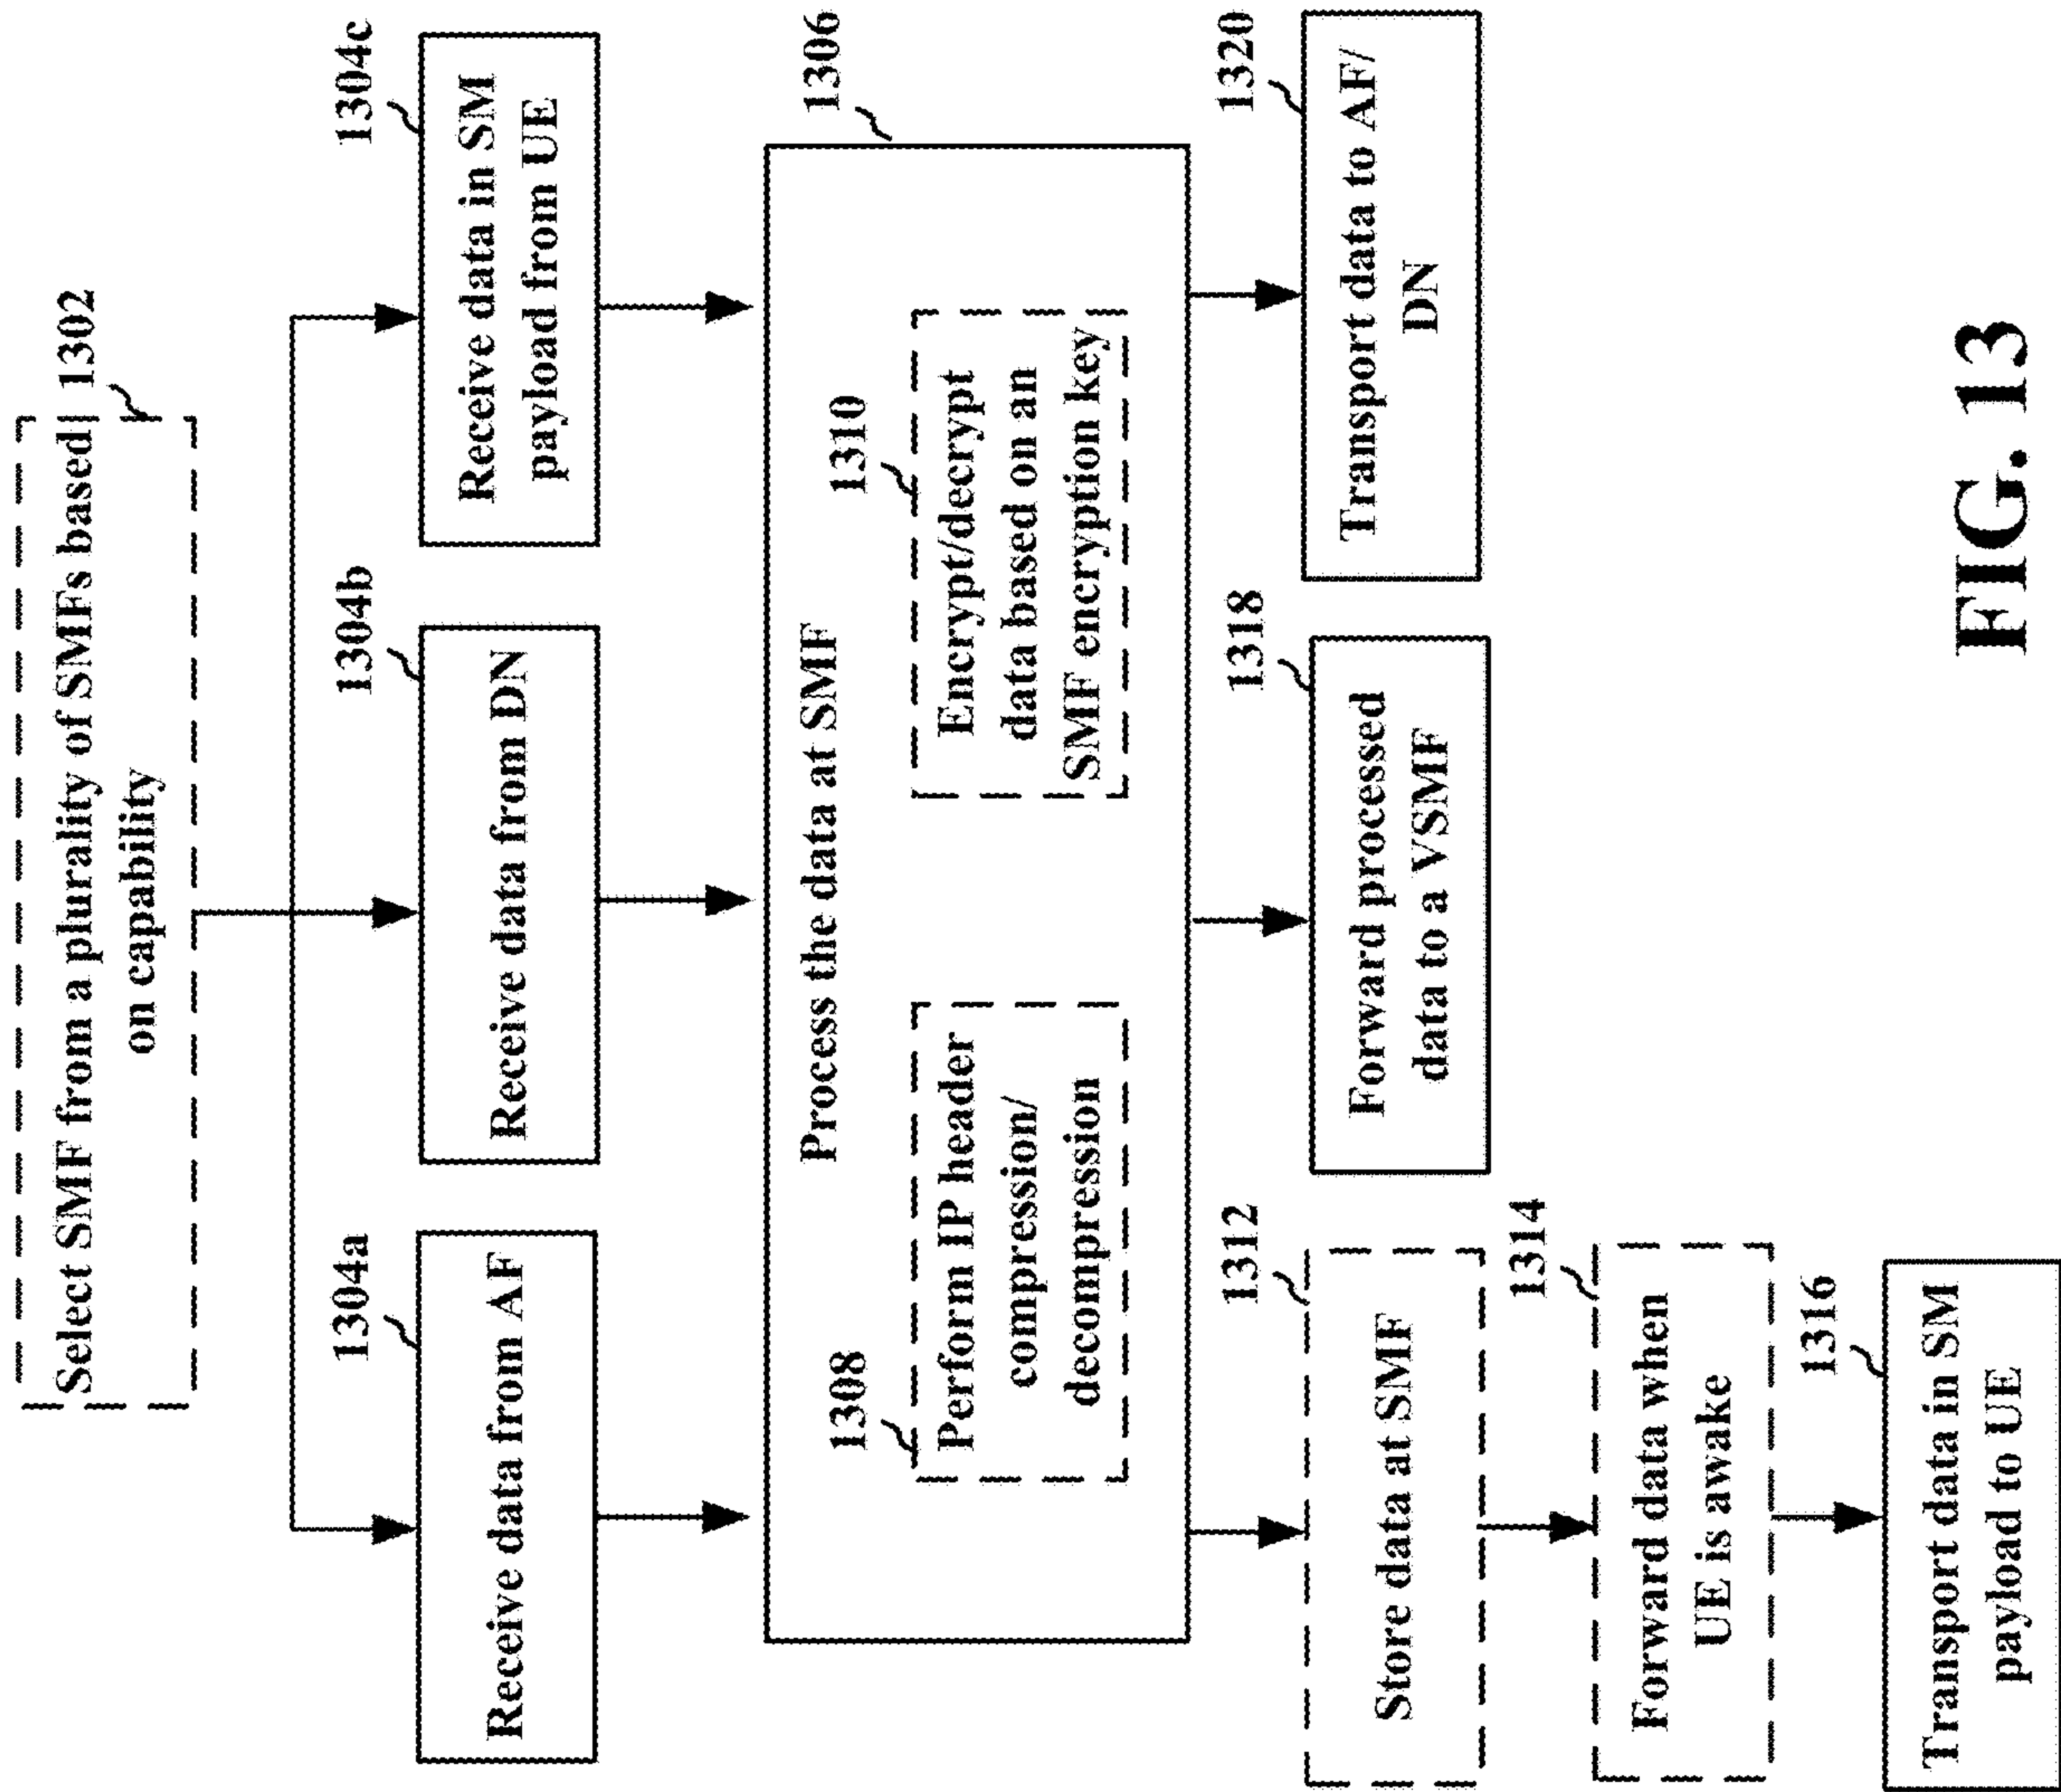 Select SMF from a plurality of SMFs based
on capability
1302
1304a
Receive data from AF
1304b
Receive data from DN
1304c
Receive data in SM
payload from UE
1306
Process the data at SMF
1308
Perform IP header
compression/
decompression
1310
Encrypt/decrypt
data based on an
SMF encryption key
1312
Store data at SMF
1314
Forward data when
UE is awake
1316
Transport data in SM
payload to UE
1318
Forward processed
data to a VSMF
1320
Transport data to AF/
DN
FIG. 13